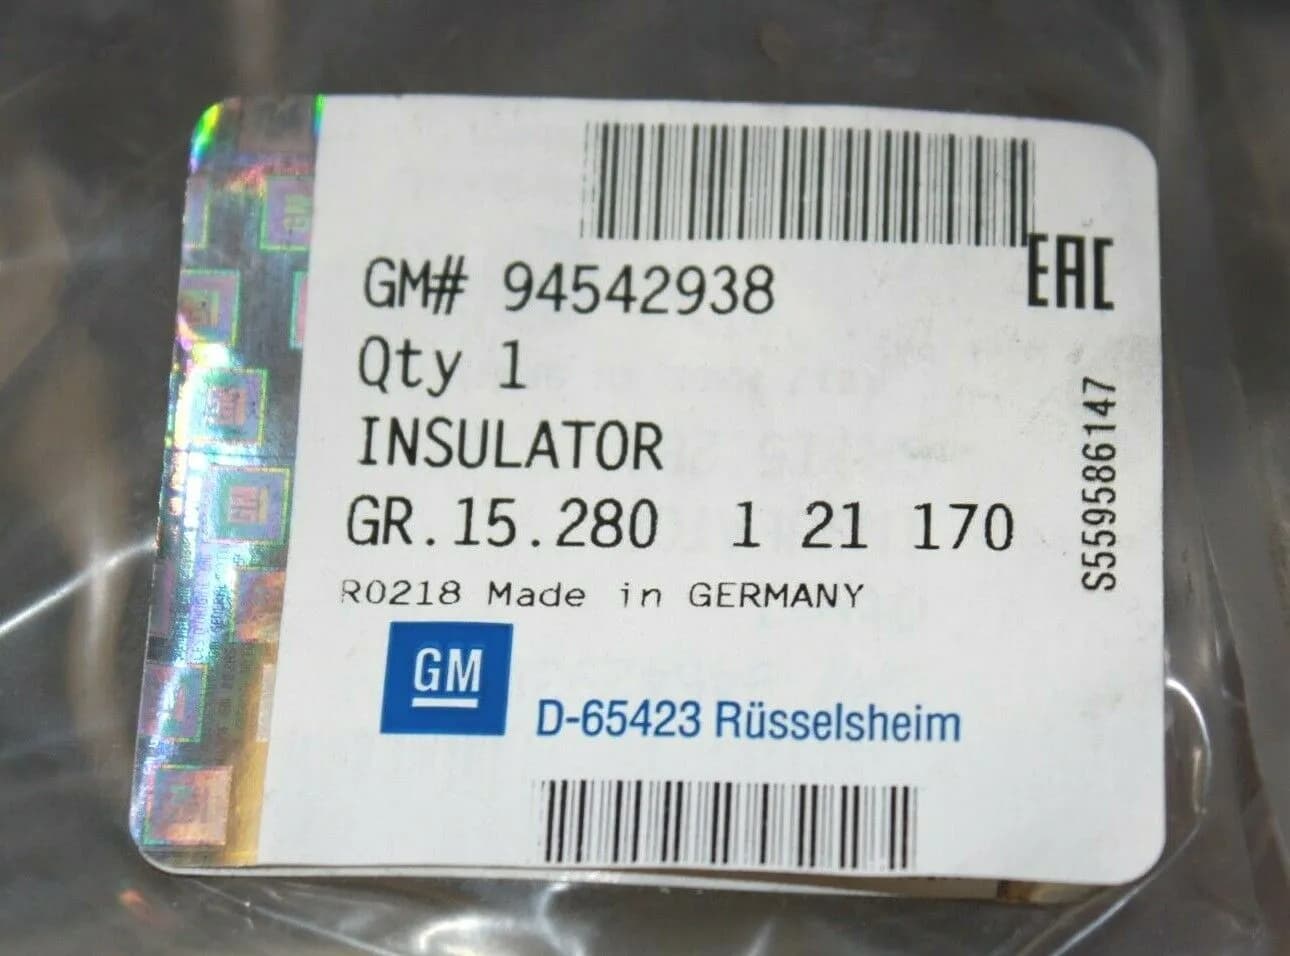 EAC
GM# 94542938
Qty 1
INSULATOR
GR.15.280 1 21 170
R0218 Made in GERMANY
S559586147
GM
D-65423 Rüsselsheim